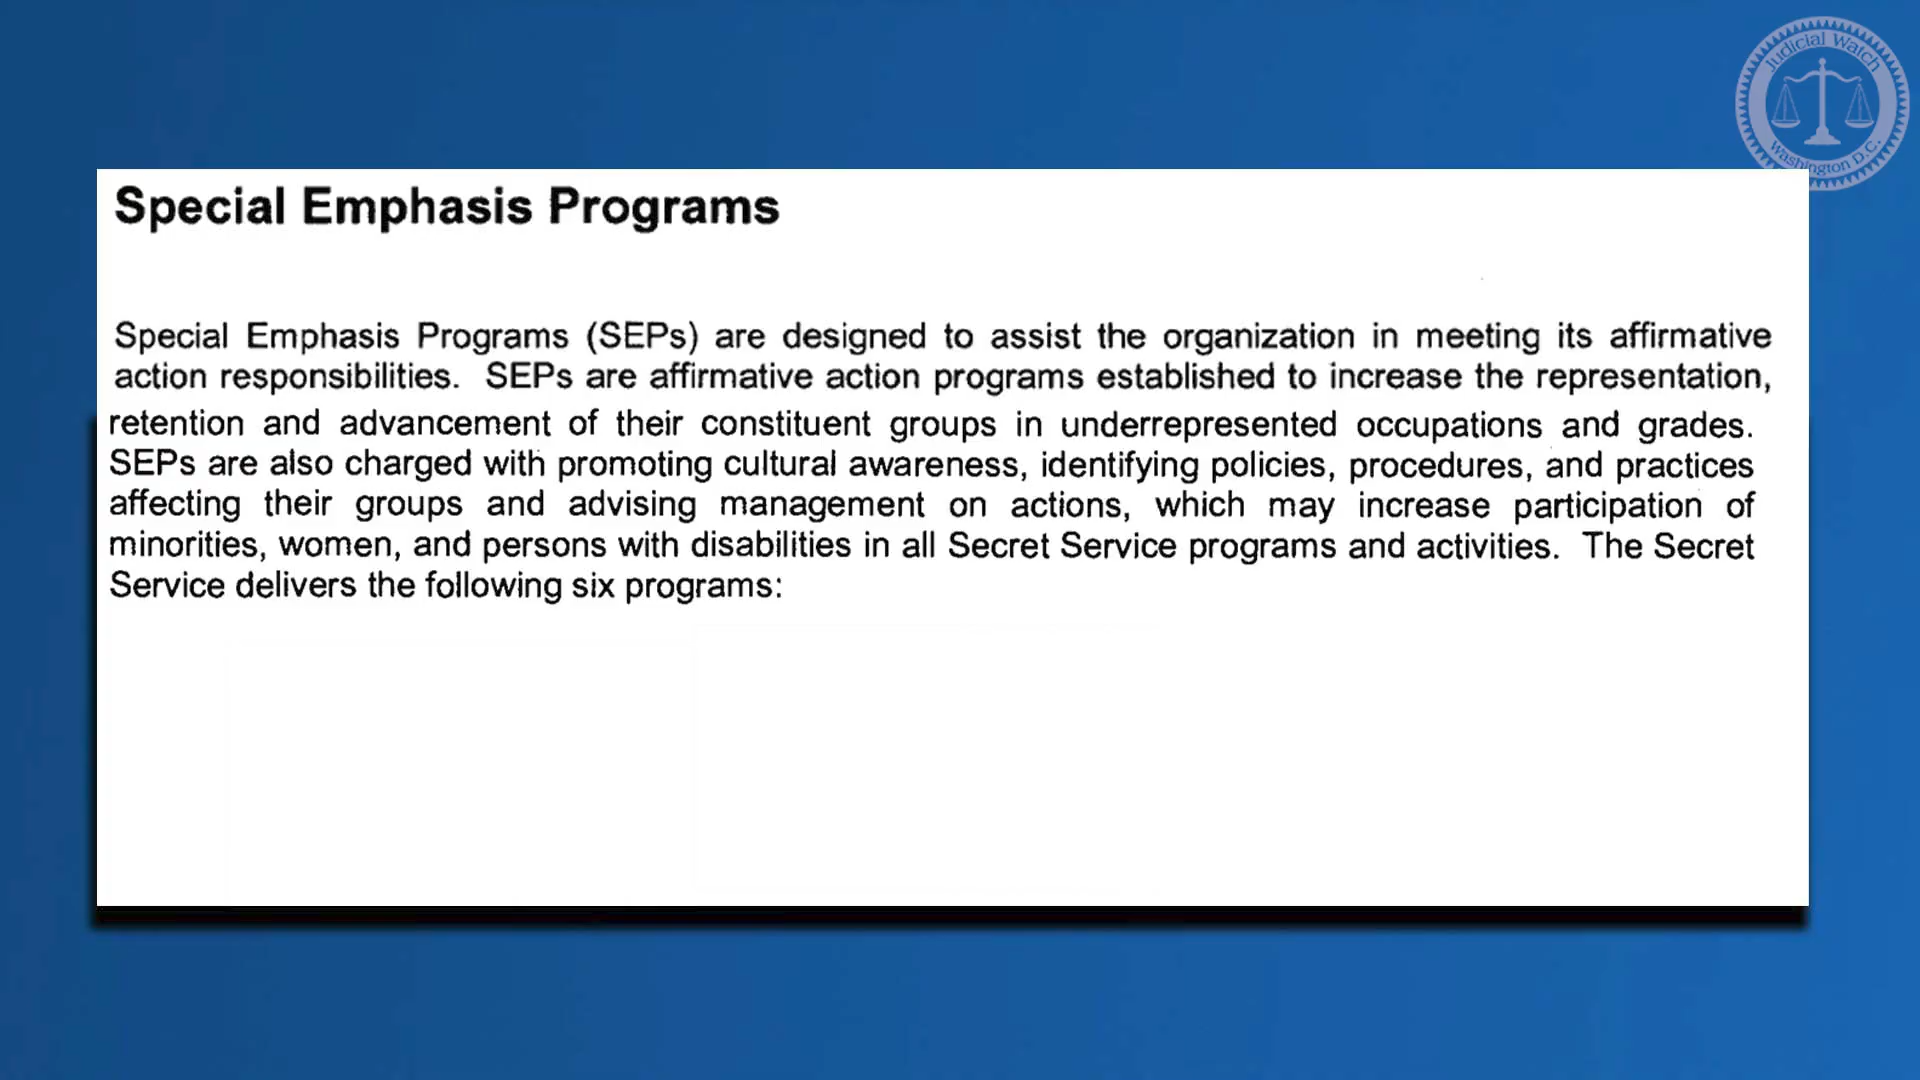 Judicial Watch
Washington D.C.
Special Emphasis Programs
Special Emphasis Programs (SEPs) are designed to assist the organization in meeting its affirmative
action responsibilities. SEPs are affirmative action programs established to increase the representation,
retention and advancement of their constituent groups in underrepresented occupations and grades.
SEPs are also charged with promoting cultural awareness, identifying policies, procedures, and practices
affecting their groups and advising management on actions, which may increase participation of
minorities, women, and persons with disabilities in all Secret Service programs and activities. The Secret
Service delivers the following six programs: